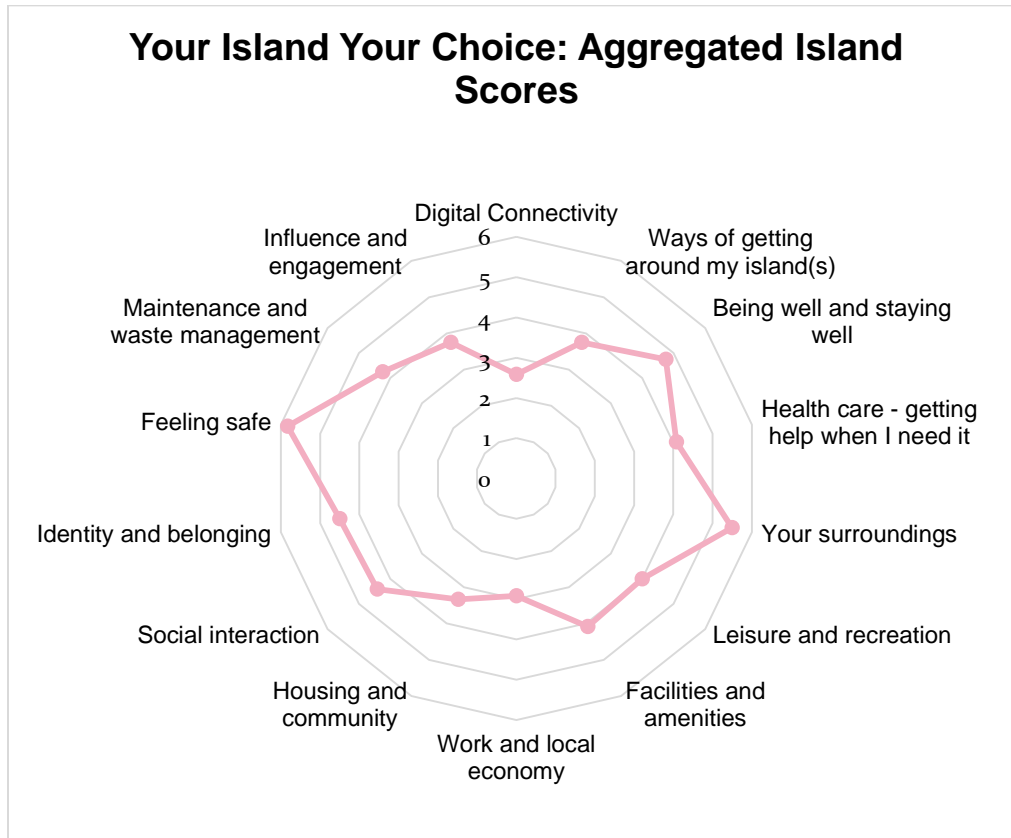 Your Island Your Choice: Aggregated Island
Scores
Digital Connectivity
Ways of getting
around my island(s)
Being well and staying
well
Health care - getting
help when I need it
Your surroundings
Leisure and recreation
Facilities and
amenities
Work and local
economy
Housing and
community
Social interaction
Identity and belonging
Feeling safe
Maintenance and
waste management
Influence and
engagement
6
5
4
3
2
1
0